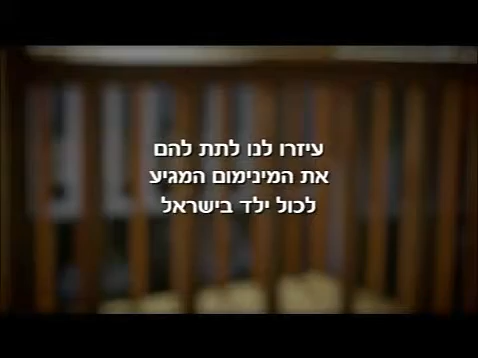 עיזרו לנו לתת להם
את המינימום המגיע
לכול ילד בישראל